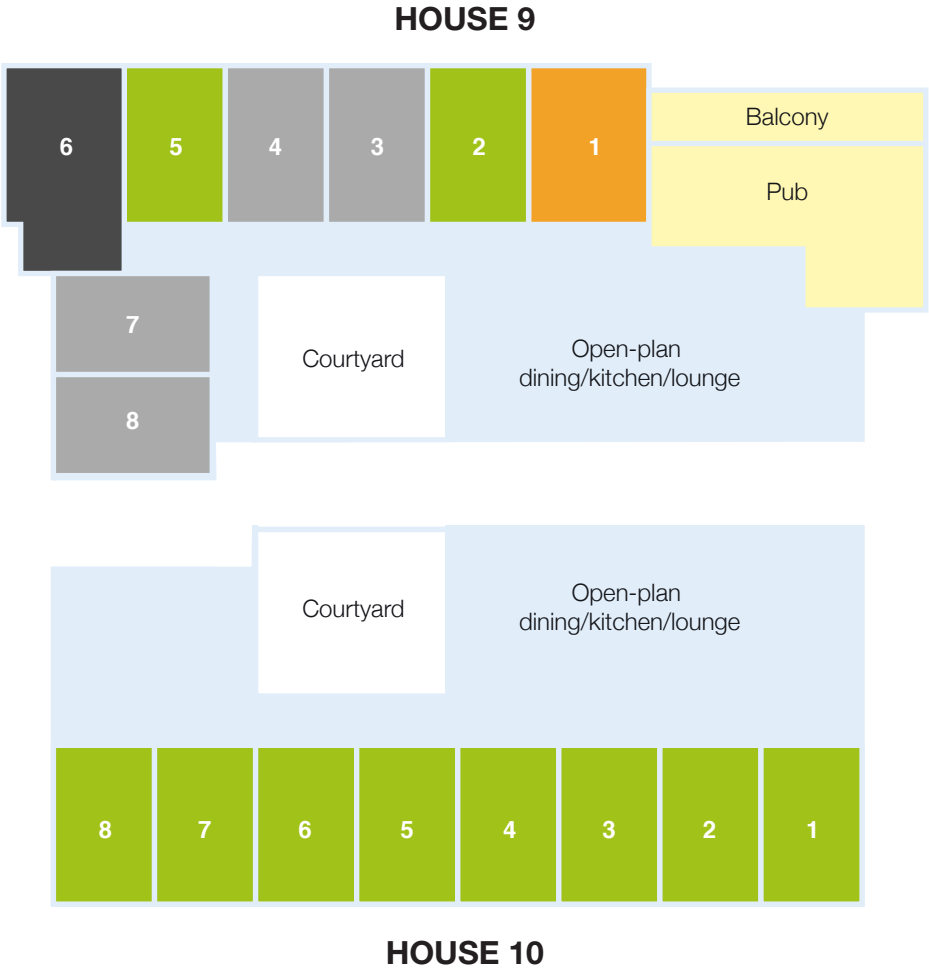 HOUSE 9
6
5
4
3
2
1
Balcony
Pub
7
8
Courtyard
Open-plan
dining/kitchen/lounge
Courtyard
Open-plan
dining/kitchen/lounge
8
7
6
5
4
3
2
1
HOUSE 10